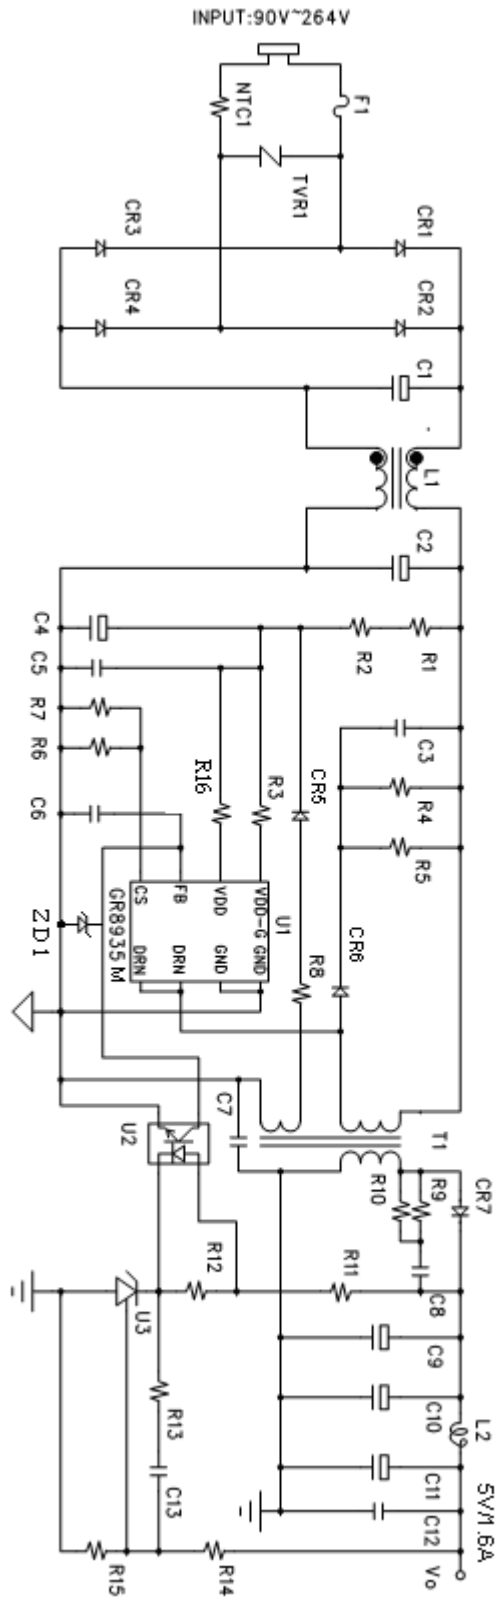 INPUT:90V~264V
F1
NTC1
TVR1
CR1
CR3
CR2
CR4
C1
L1
C2
C4
R1
R2
C5
R7
R6
C3
R4
R5
R16
R3
CR5
C6
CS
FB
VDD
VDD-G
DRN
DRN
GND
GND
U1
GR8935 M
ZD1
CR6
R8
T1
C7
U2
CR7
R9
R10
C8
R11
R12
U3
C9
C10
L2
R13
C11
C13
C12
5V/1.6A
Vo
R14
R15